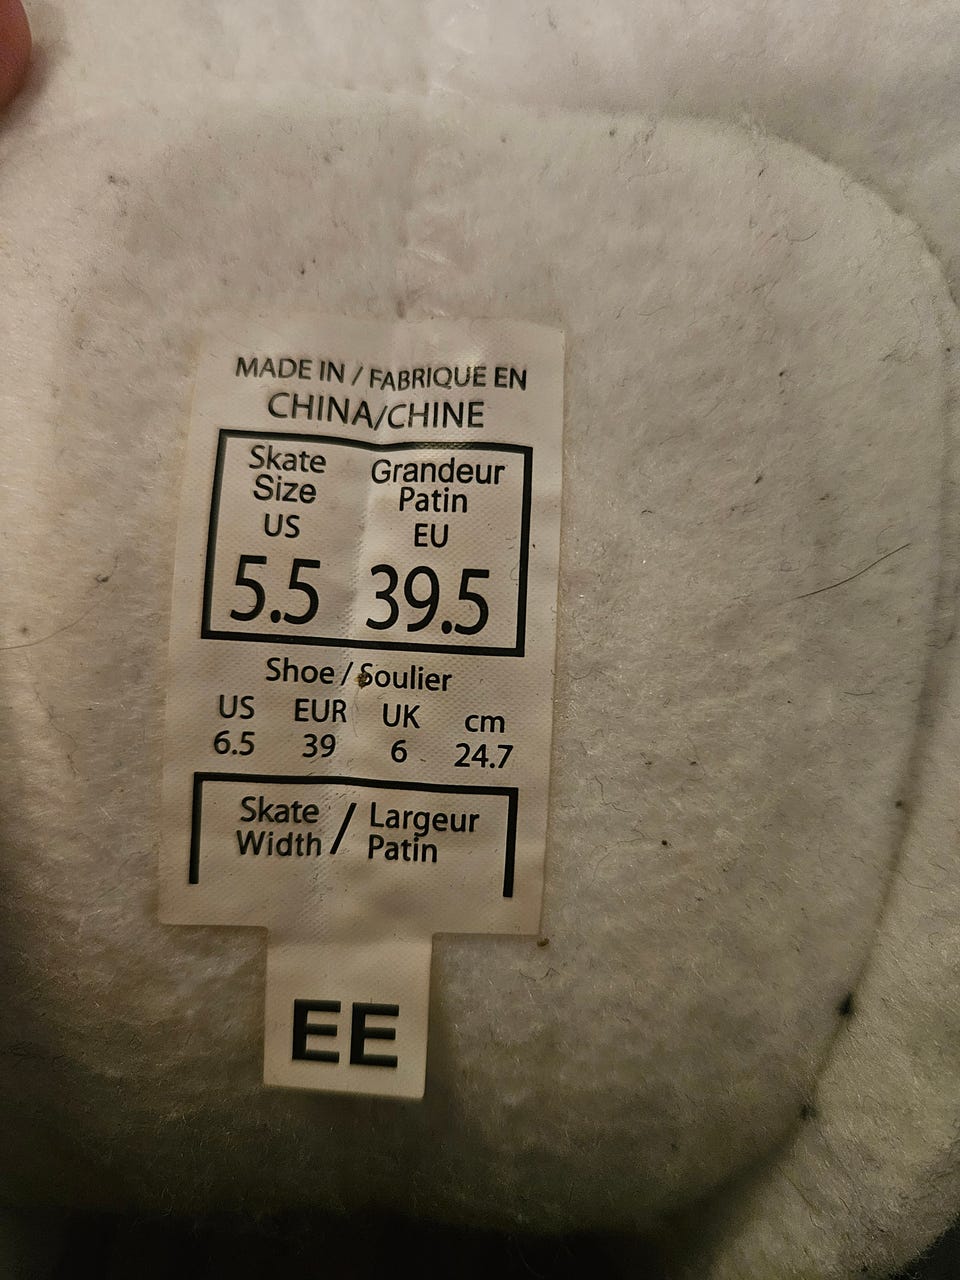 MADE IN / FABRIQUE EN
CHINA/CHINE
Skate Grandeur
Size Patin
US EU
5.5 39.5
Shoe / Soulier
US EUR UK cm
6.5 39 6 24.7
Skate / Largeur
Width Patin
EE